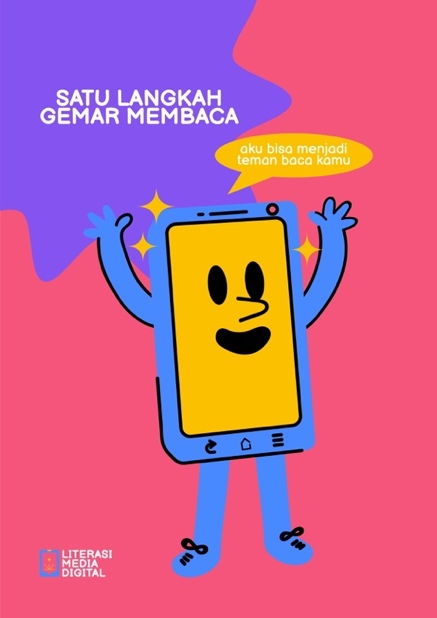 SATU LANGKAH
GEMAR MEMBACA
aku bisa menjadi
teman baca kamu
LITERASI
MEDIA
DIGITAL